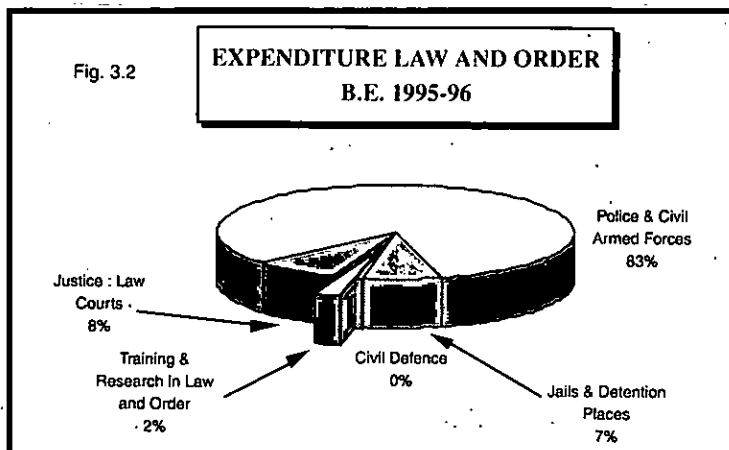 Fig. 3.2
EXPENDITURE LAW AND ORDER
B.E. 1995-96
Police & Civil
Armed Forces
83%
Justice : Law
Courts
8%
Training &
Research in Law
and Order
2%
Civil Defence
0%
Jails & Detention
Places
7%